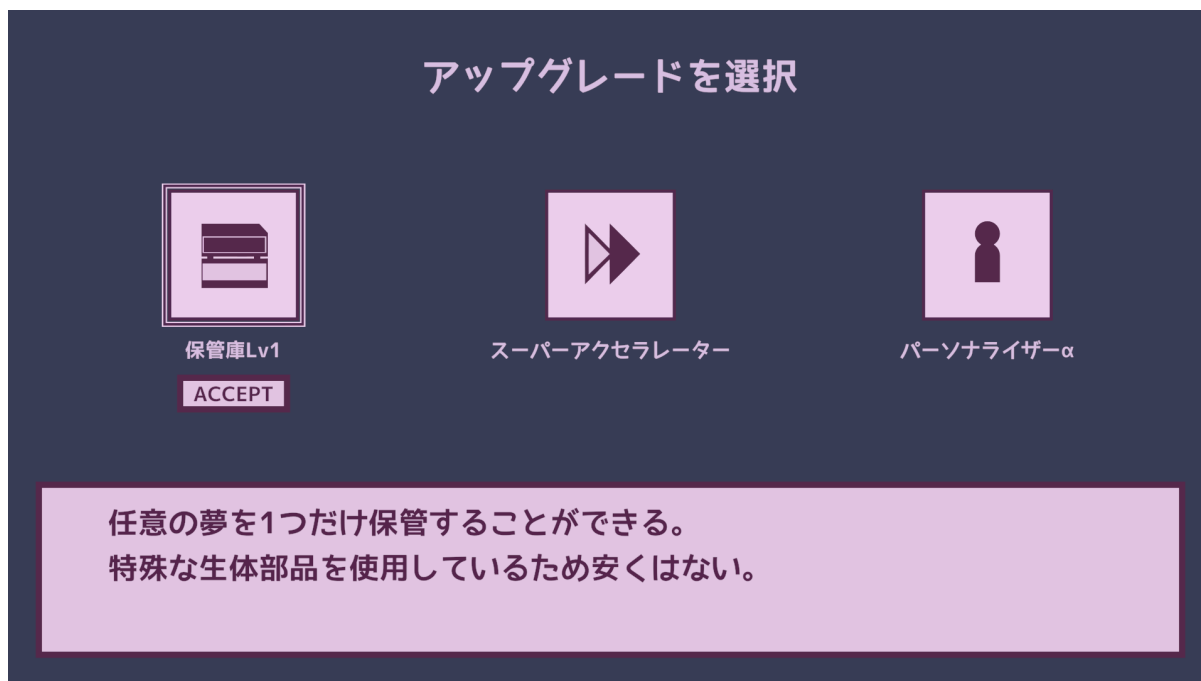 アップグレードを選択
保管庫Lv1
スーパーアクセラレーター
パーソナライザーα
ACCEPT
任意の夢を1つだけ保管することができる。
特殊な生体部品を使用しているため安くはない。